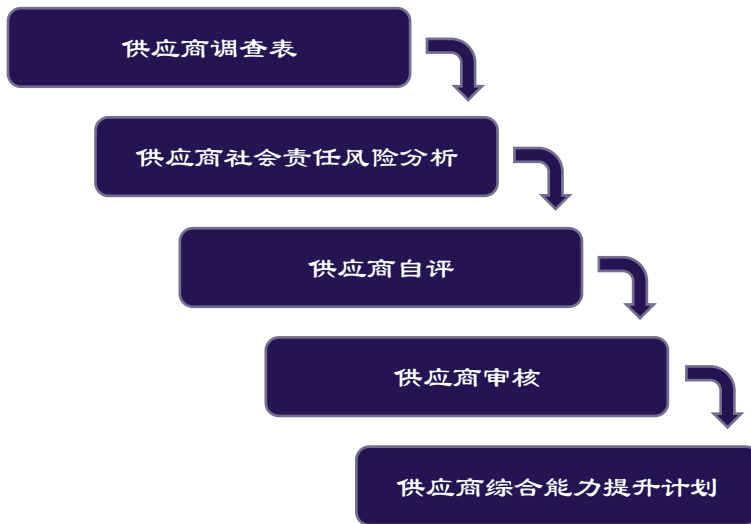 供应商调查表
供应商社会责任风险分析
供应商自评
供应商审核
供应商综合能力提升计划